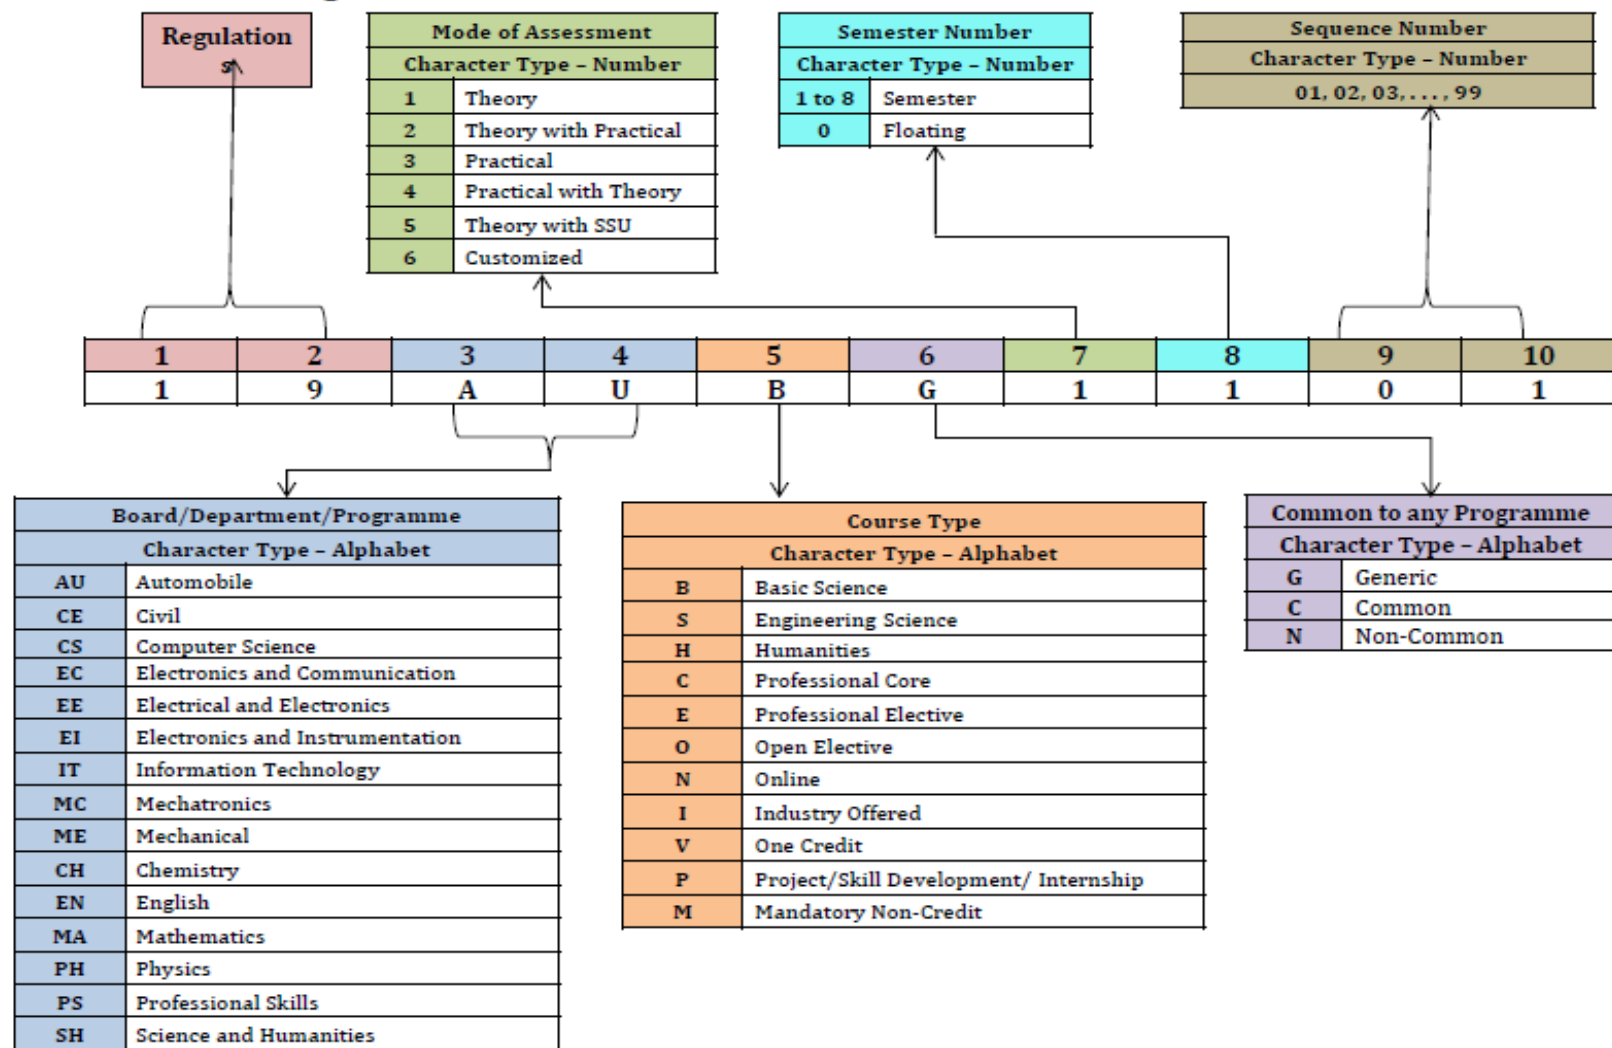 Regulation
s
Mode of Assessment
Character Type – Number
1 Theory
2 Theory with Practical
3 Practical
4 Practical with Theory
5 Theory with SSU
6 Customized
Semester Number
Character Type – Number
1 to 8 Semester
0 Floating
Sequence Number
Character Type – Number
01, 02, 03, . . . , 99
1 2 3 4 5 6 7 8 9 10
1 9 A U B G 1 1 0 1
Board/Department/Programme
Character Type – Alphabet
AU Automobile
CE Civil
CS Computer Science
EC Electronics and Communication
EE Electrical and Electronics
EI Electronics and Instrumentation
IT Information Technology
MC Mechatronics
ME Mechanical
CH Chemistry
EN English
MA Mathematics
PH Physics
PS Professional Skills
SH Science and Humanities
Course Type
Character Type – Alphabet
B Basic Science
S Engineering Science
H Humanities
C Professional Core
E Professional Elective
O Open Elective
N Online
I Industry Offered
V One Credit
P Project/Skill Development/ Internship
M Mandatory Non-Credit
Common to any Programme
Character Type – Alphabet
G Generic
C Common
N Non-Common